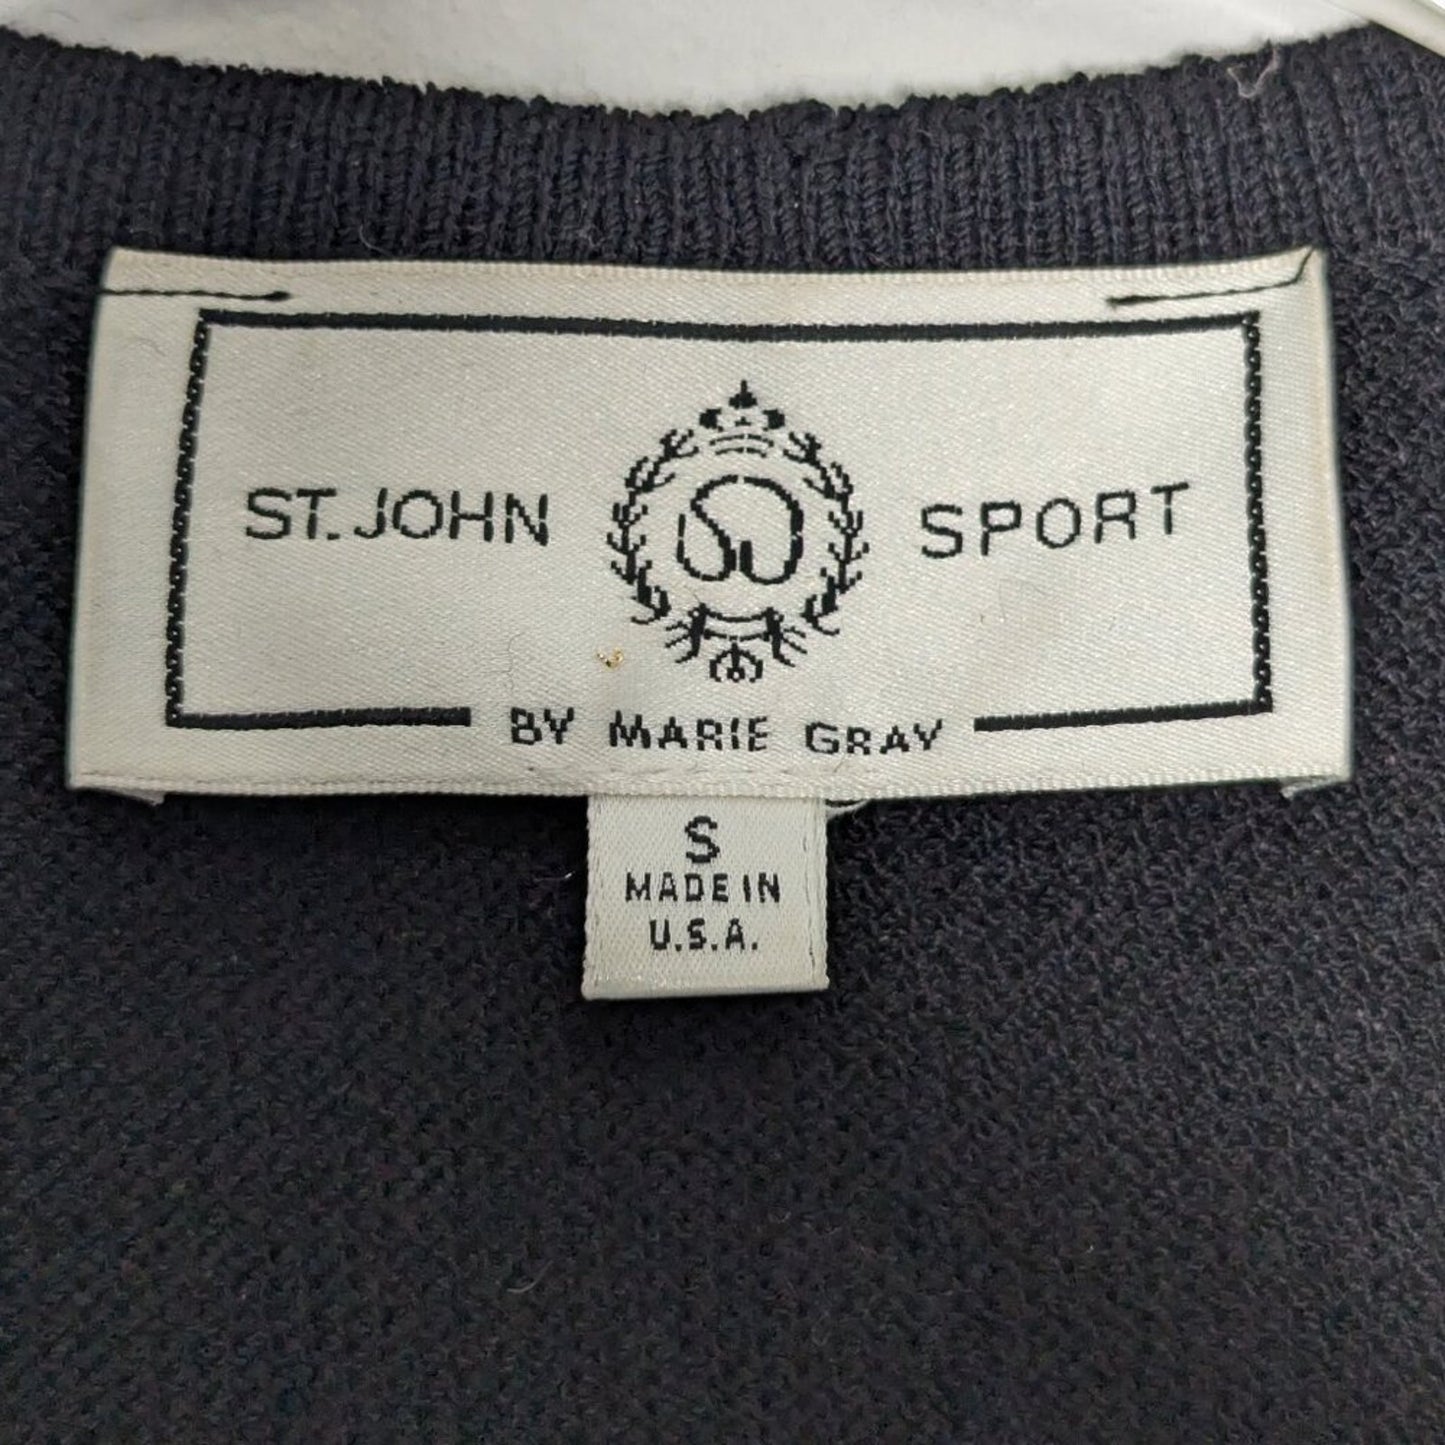 ST. JOHN SJ SPORT
BY MARIE GRAY
S
MADE IN
U.S.A.